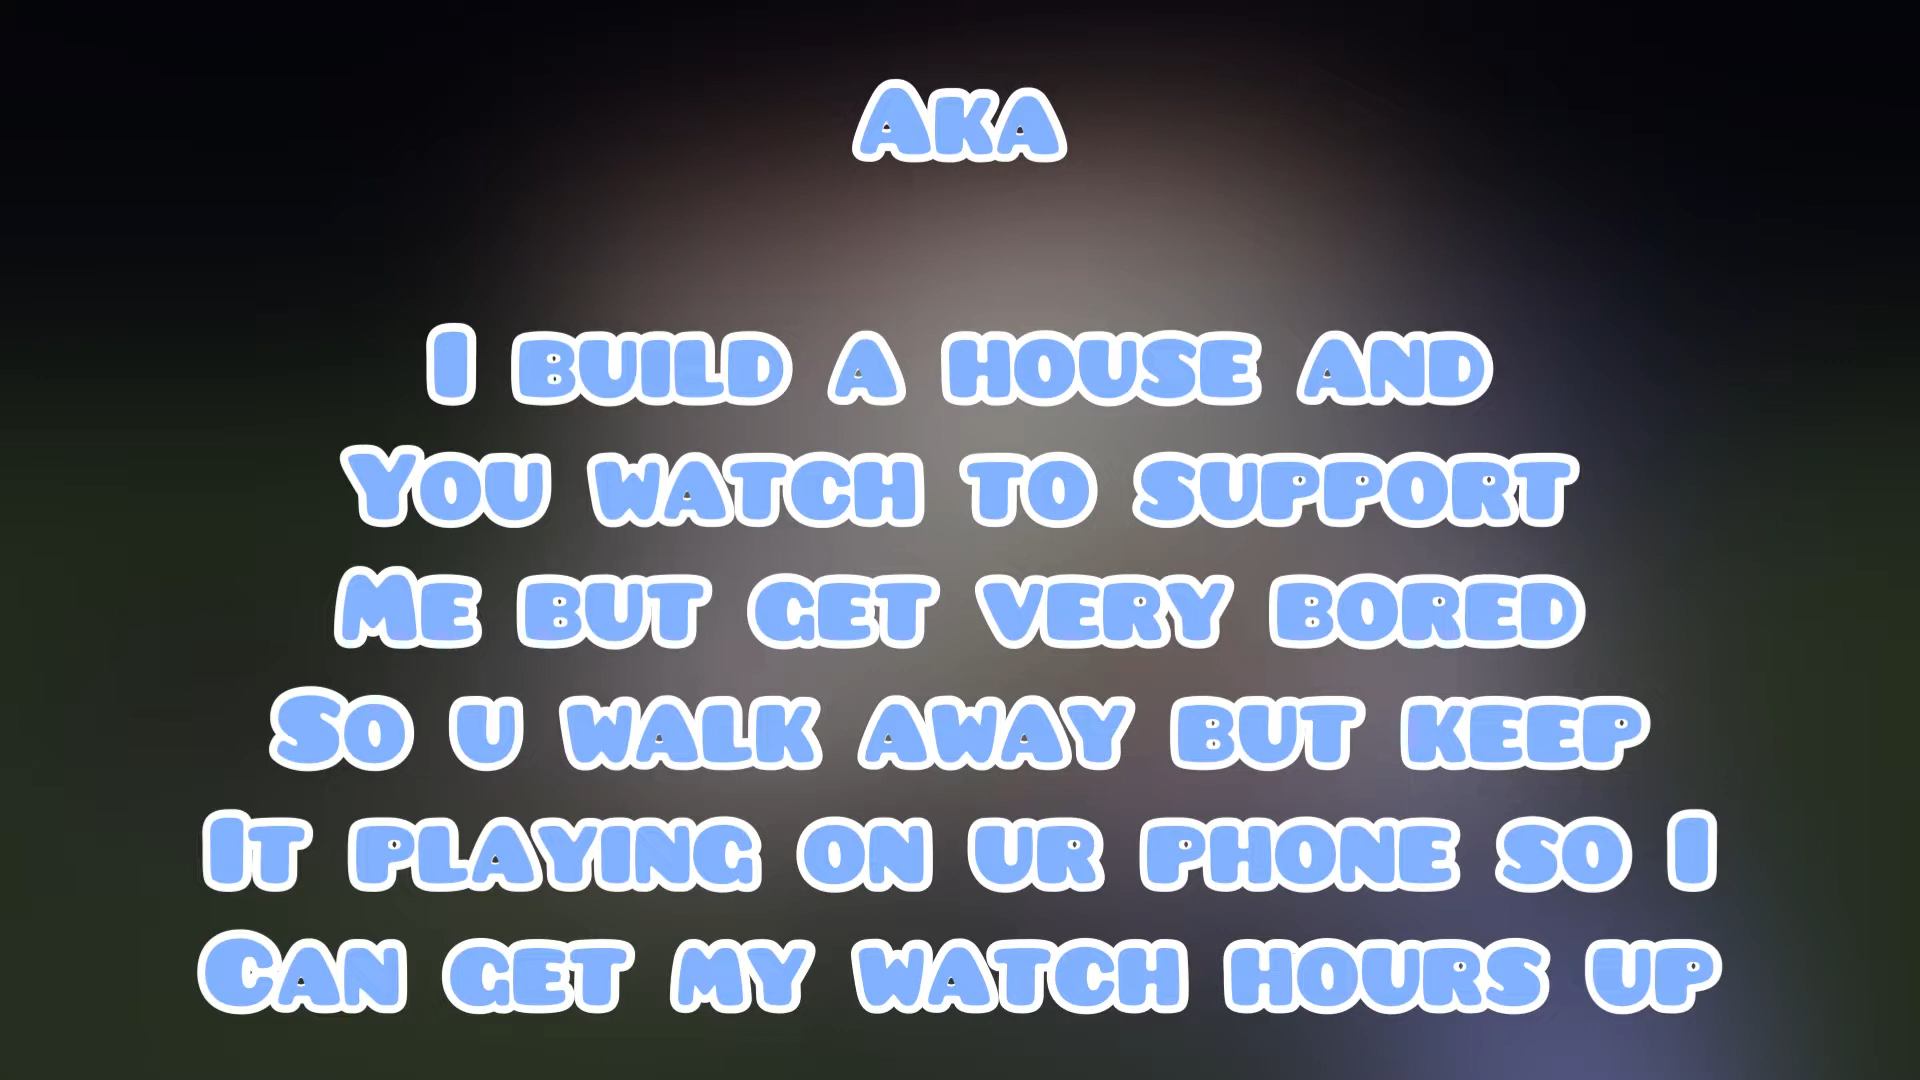 Aka
I build a house and
You watch to support
Me but get very bored
So u walk away but keep
It playing on ur phone so I
Can get my watch hours up